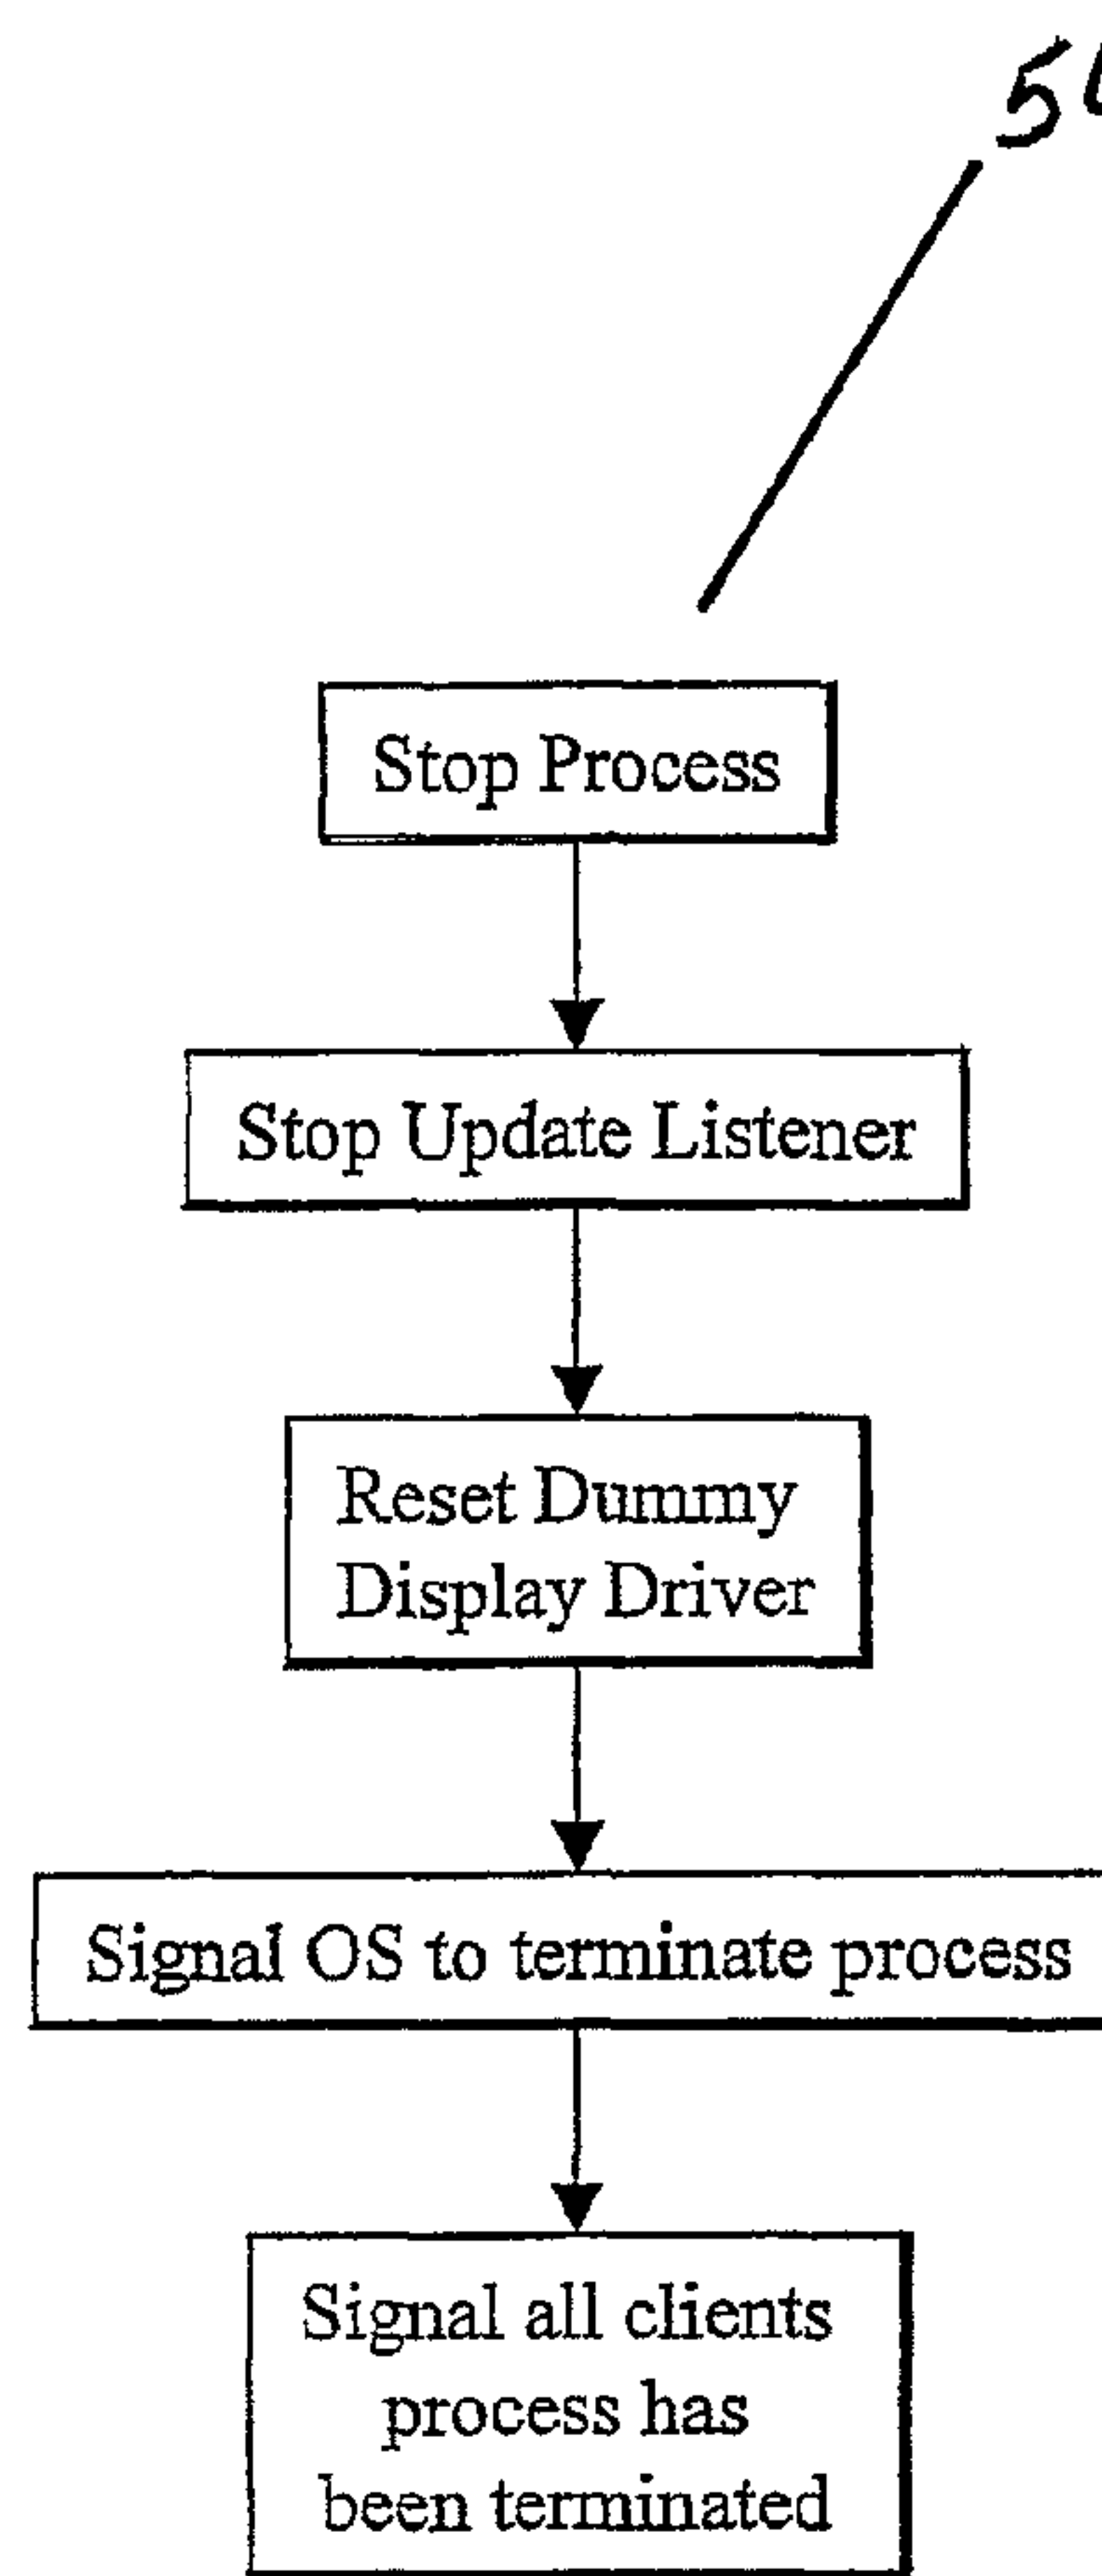 Stop Process
Stop Update Listener
Reset Dummy
Display Driver
Signal OS to terminate process
Signal all clients
process has
been terminated